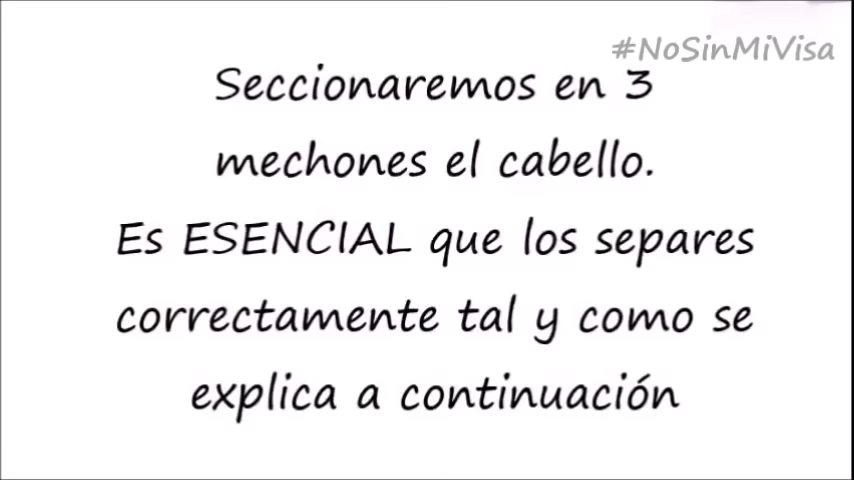 #NoSinMiVisa
Seccionaremos en 3
mechones el cabello.
Es ESENCIAL que los separes
correctamente tal y como se
explica a continuación